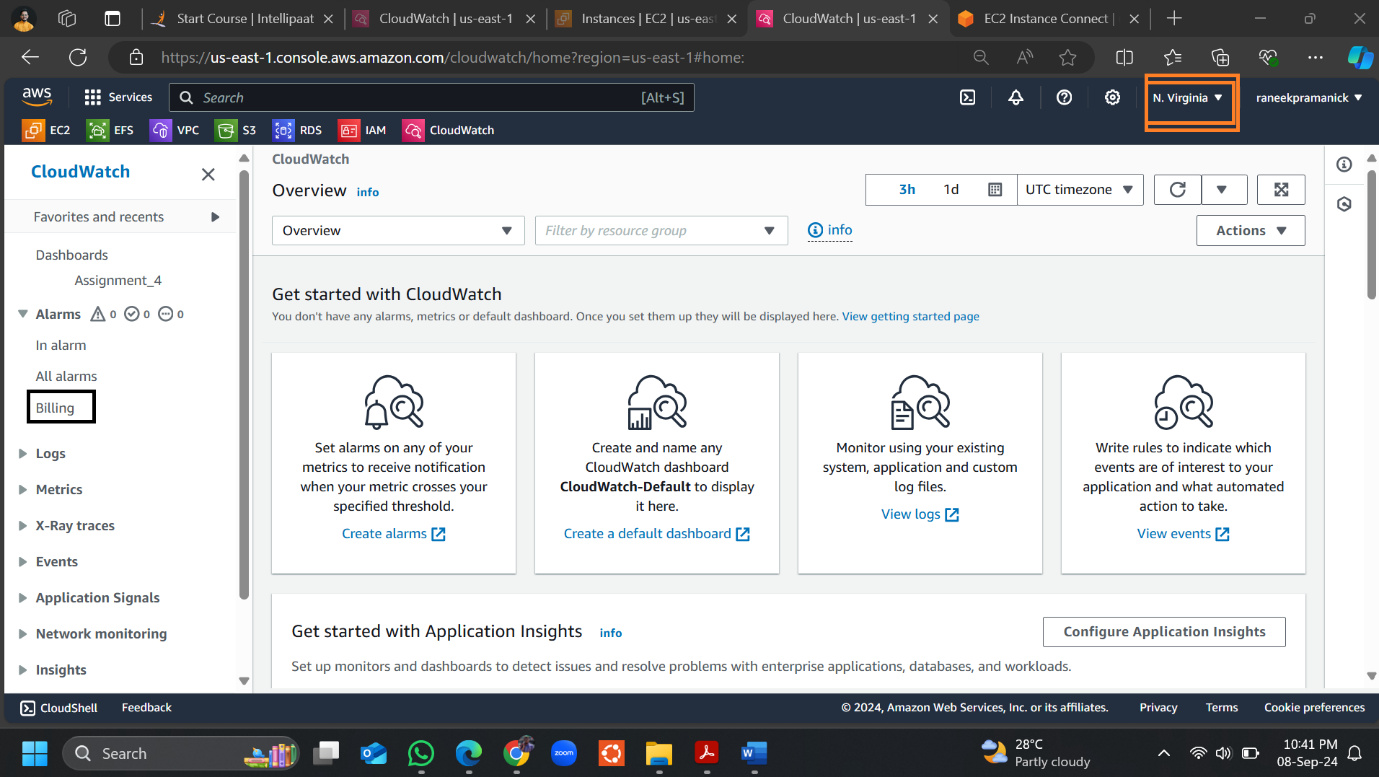 Start Course | Intellipaat
CloudWatch | us-east-1
Instances | EC2 | us-east
CloudWatch | us-east-1
EC2 Instance Connect |
https://us-east-1.console.aws.amazon.com/cloudwatch/home?region=us-east-1#home:
aws
Services
Search
[Alt+S]
N. Virginia
raneekpramanick
EC2
EFS
VPC
S3
RDS
IAM
CloudWatch
CloudWatch
Favorites and recents
Dashboards
Assignment_4
Alarms 0 0 0
In alarm
All alarms
Billing
Logs
Metrics
X-Ray traces
Events
Application Signals
Network monitoring
Insights
CloudWatch
Overview info
3h 1d UTC timezone
Overview
Filter by resource group
info
Actions
Get started with CloudWatch
You don't have any alarms, metrics or default dashboard. Once you set them up they will be displayed here. View getting started page
Set alarms on any of your
metrics to receive notification
when your metric crosses your
specified threshold.
Create alarms
Create and name any
CloudWatch dashboard
CloudWatch-Default to display
it here.
Create a default dashboard
Monitor using your existing
system, application and custom
log files.
View logs
Write rules to indicate which
events are of interest to your
application and what automated
action to take.
View events
Get started with Application Insights info
Configure Application Insights
Set up monitors and dashboards to detect issues and resolve problems with enterprise applications, databases, and workloads.
CloudShell
Feedback
© 2024, Amazon Web Services, Inc. or its affiliates.
Privacy
Terms
Cookie preferences
Search
zoom
28°C
Partly cloudy
10:41 PM
08-Sep-24